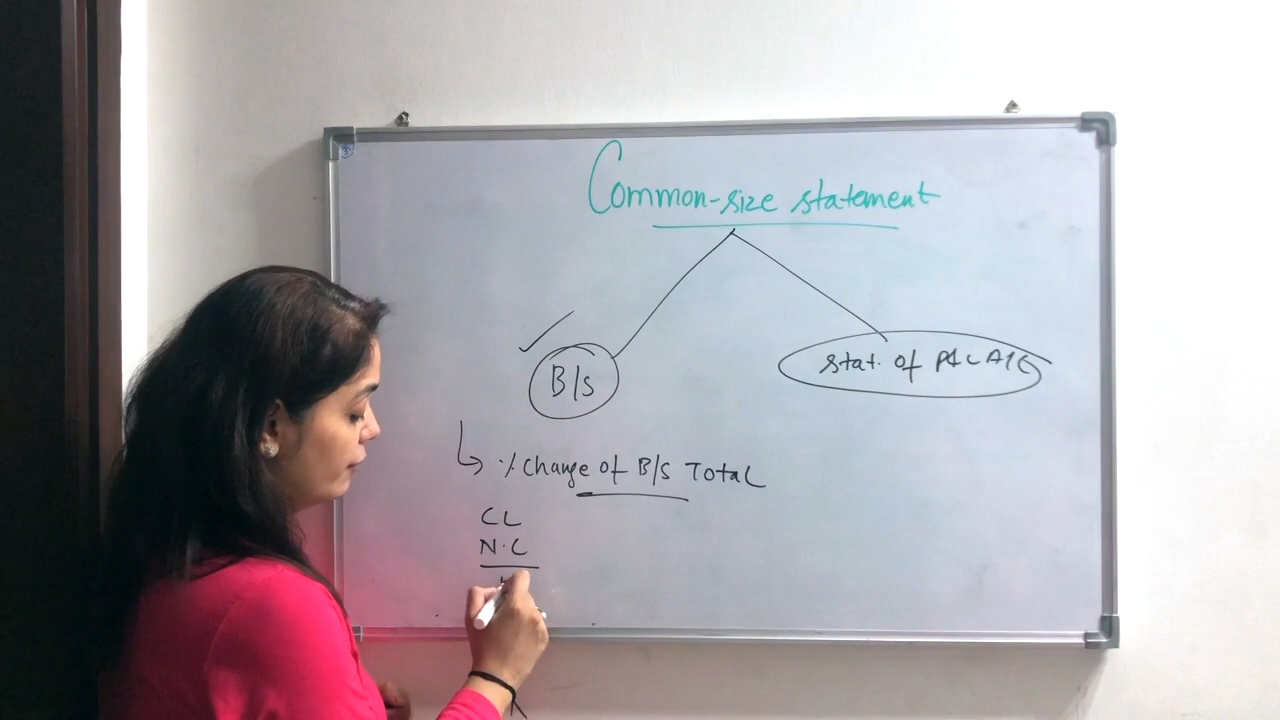 Common-size statement
B/s
stat. of P&L A/C
% Change of B/s Total
CL
N.C